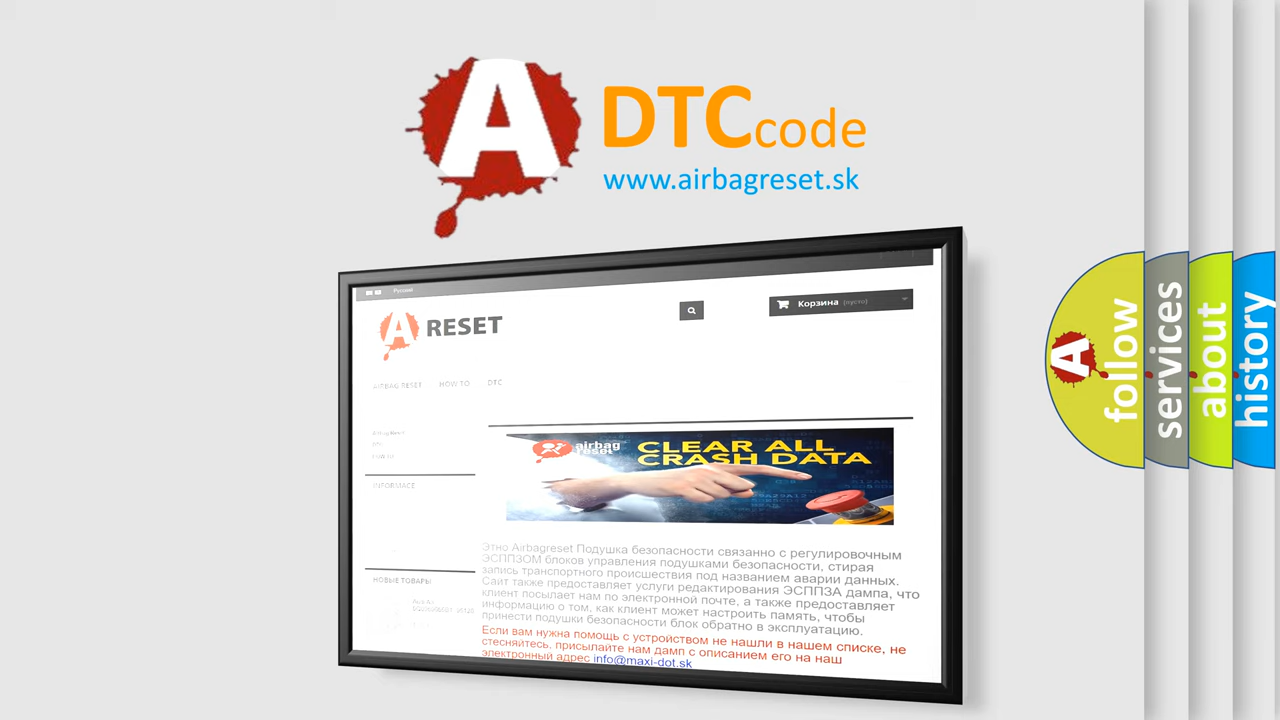 A DTC code
www.airbagreset.sk
Русский
A RESET
Корзина (пусто)
AIRBAG RESET HOW TO DTC
INFORMACE
НОВЫЕ ТОВАРЫ
airbag
reset
CLEAR ALL
CRASH DATA
Этно Airbagreset Подушка безопасности связанно с регулировочным
ЭСППЗОМ блоков управления подушками безопасности, стирая
запись транспортного происшествия под названием аварии данных.
Сайт также предоставляет услуги редактирования ЭСППЗА дампа, что
клиент посылает нам по электронной почте, а также предоставляет
информацию о том, как клиент может настроить память, чтобы
принести подушки безопасности блок обратно в эксплуатацию.
Если вам нужна помощь с устройством не нашли в нашем списке, не
стесняйтесь, присылайте нам дамп с описанием его на наш
электронный адрес info@maxi-dot.sk
A
follow
services
about
history